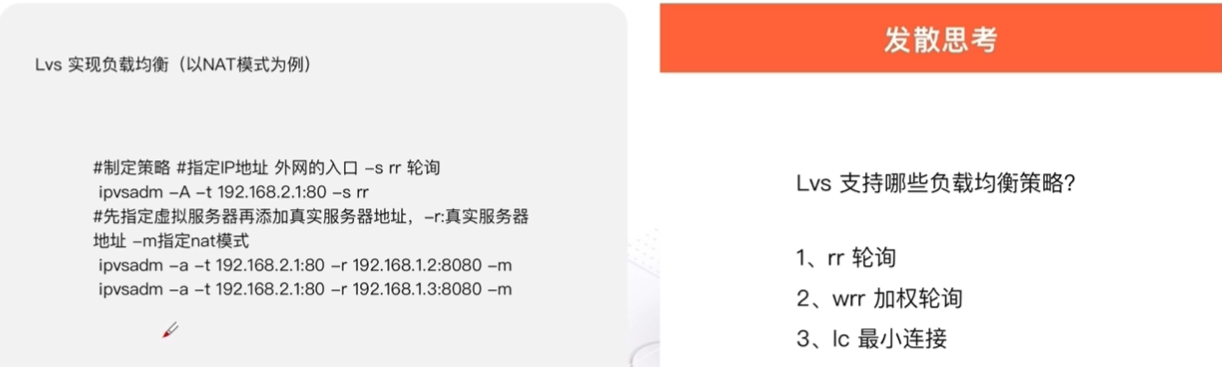 Lvs 实现负载均衡（以NAT模式为例）
#制定策略 #指定IP地址 外网的入口 –s rr 轮询
ipvsadm –A –t 192.168.2.1:80 –s rr
#先指定虚拟服务器再添加真实服务器地址，–r:真实服务器
地址 –m指定nat模式
ipvsadm –a –t 192.168.2.1:80 –r 192.168.1.2:8080 –m
ipvsadm –a –t 192.168.2.1:80 –r 192.168.1.3:8080 –m
发散思考
Lvs 支持哪些负载均衡策略？
1、rr 轮询
2、wrr 加权轮询
3、lc 最小连接